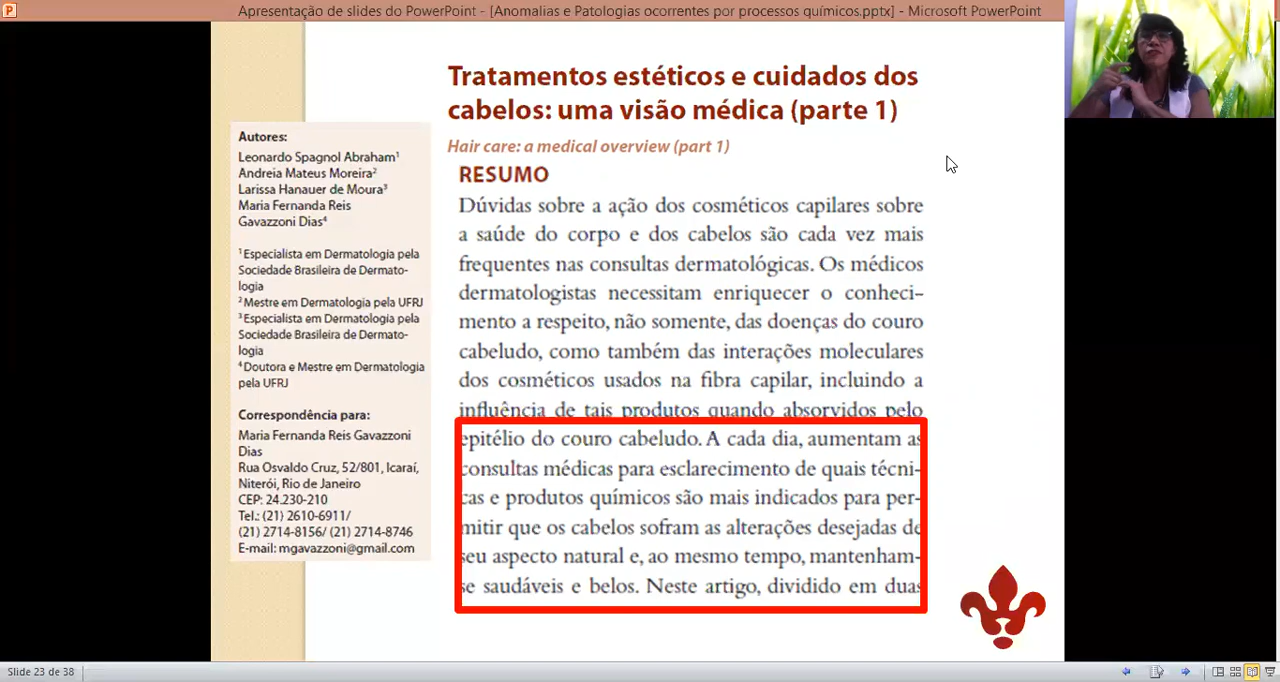 Apresentação de slides do PowerPoint - [Anomalias e Patologias ocorrentes por processos químicos.pptx] - Microsoft PowerPoint
Tratamentos estéticos e cuidados dos
cabelos: uma visão médica (parte 1)
Hair care: a medical overview (part 1)
Autores:
Leonardo Spagnol Abraham¹
Andreia Mateus Moreira²
Larissa Hanauer de Moura³
Maria Fernanda Reis
Gavazzoni Dias⁴
¹ Especialista em Dermatologia pela
Sociedade Brasileira de Dermato-
logia
² Mestre em Dermatologia pela UFRJ
³ Especialista em Dermatologia pela
Sociedade Brasileira de Dermato-
logia
⁴ Doutora e Mestre em Dermatologia
pela UFRJ
Correspondência para:
Maria Fernanda Reis Gavazzoni
Dias
Rua Osvaldo Cruz, 52/801, Icaraí,
Niterói, Rio de Janeiro
CEP: 24.230-210
Tel.: (21) 2610-6911/
(21) 2714-8156/ (21) 2714-8746
E-mail: mgavazzoni@gmail.com
RESUMO
Dúvidas sobre a ação dos cosméticos capilares sobre
a saúde do corpo e dos cabelos são cada vez mais
frequentes nas consultas dermatológicas. Os médicos
dermatologistas necessitam enriquecer o conheci-
mento a respeito, não somente, das doenças do couro
cabeludo, como também das interações moleculares
dos cosméticos usados na fibra capilar, incluindo a
influência de tais produtos quando absorvidos pelo
epitélio do couro cabeludo. A cada dia, aumentam as
consultas médicas para esclarecimento de quais técni-
cas e produtos químicos são mais indicados para per-
mitir que os cabelos sofram as alterações desejadas de
seu aspecto natural e, ao mesmo tempo, mantenham-
se saudáveis e belos. Neste artigo, dividido em duas
Slide 23 de 38